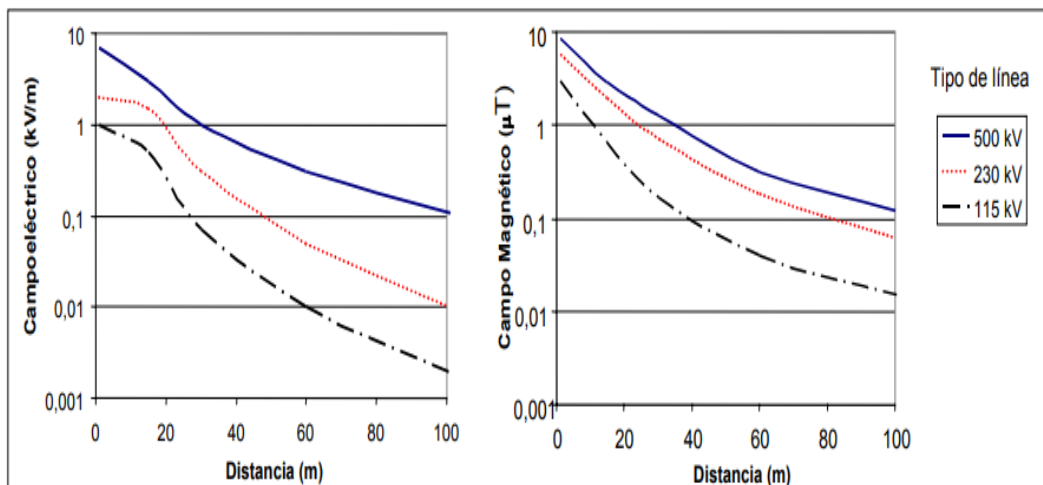 Campo eléctrico (kV/m)
10
1
0,1
0,01
0,001
0
20
40
60
80
100
Distancia (m)
Campo Magnético (µT)
10
1
0,1
0,01
0,001
0
20
40
60
80
100
Distancia (m)
Tipo de línea
500 kV
230 kV
115 kV